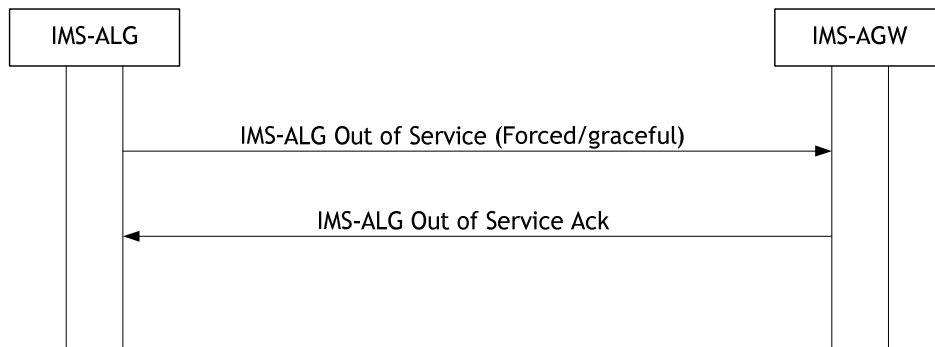 IMS-ALG
IMS-AGW
IMS-ALG Out of Service (Forced/graceful)
IMS-ALG Out of Service Ack